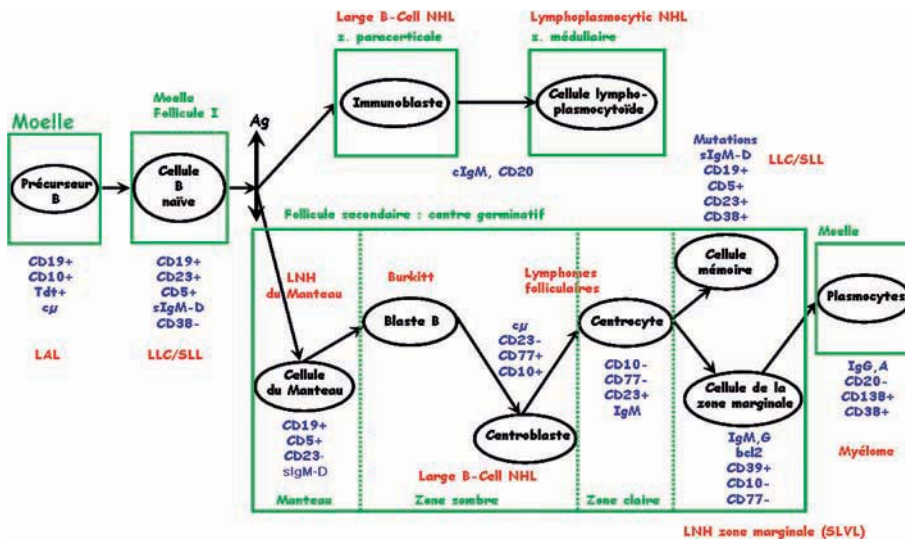 Large B-Cell NHL
z. paracorticale
Lymphoplasmocytic NHL
z. médullaire
Moelle
Follicule I
Moelle
Ag
Immunoblaste
Cellule lympho-
plasmocytoïde
Précurseur
B
Cellule
B
naïve
cIgM, CD20
Mutations
sIgM-D
CD19+
CD5+
CD23+
CD38+
LLC/SLL
Follicule secondaire : centre germinatif
CD19+
CD10+
Tdt+
cµ
LAL
CD19+
CD23+
CD5+
sIgM-D
CD38-
LLC/SLL
LNH
du Manteau
Burkitt
Lymphomes
folliculaires
Cellule
mémoire
Moelle
Blaste B
cµ
CD23-
CD77+
CD10+
Centrocyte
Plasmocytes
Cellule
du Manteau
CD19+
CD5+
CD23-
sIgM-D
Centroblaste
Large B-Cell NHL
CD10-
CD77-
CD23+
IgM
Cellule de la
zone marginale
IgM,G
bcl2
CD39+
CD10-
CD77-
IgG,A
CD20-
CD138+
CD38+
Myélome
Manteau
Zone sombre
Zone claire
LNH zone marginale (SLVL)